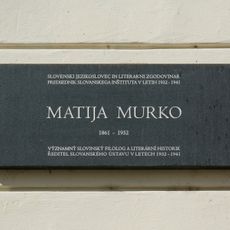 SLOVENSKI JEZIKOSLOVEC IN LITERARNI ZGODOVINAR
PREDSEDNIK SLOVANSKEGA INŠTITUTA V LETIH 1932 - 1941
MATIJA MURKO
1861 - 1952
VÝZNAMNÝ SLOVINSKÝ FILOLOG A LITERÁRNÍ HISTORIK
ŘEDITEL SLOVANSKÉHO ÚSTAVU V LETECH 1932 - 1941